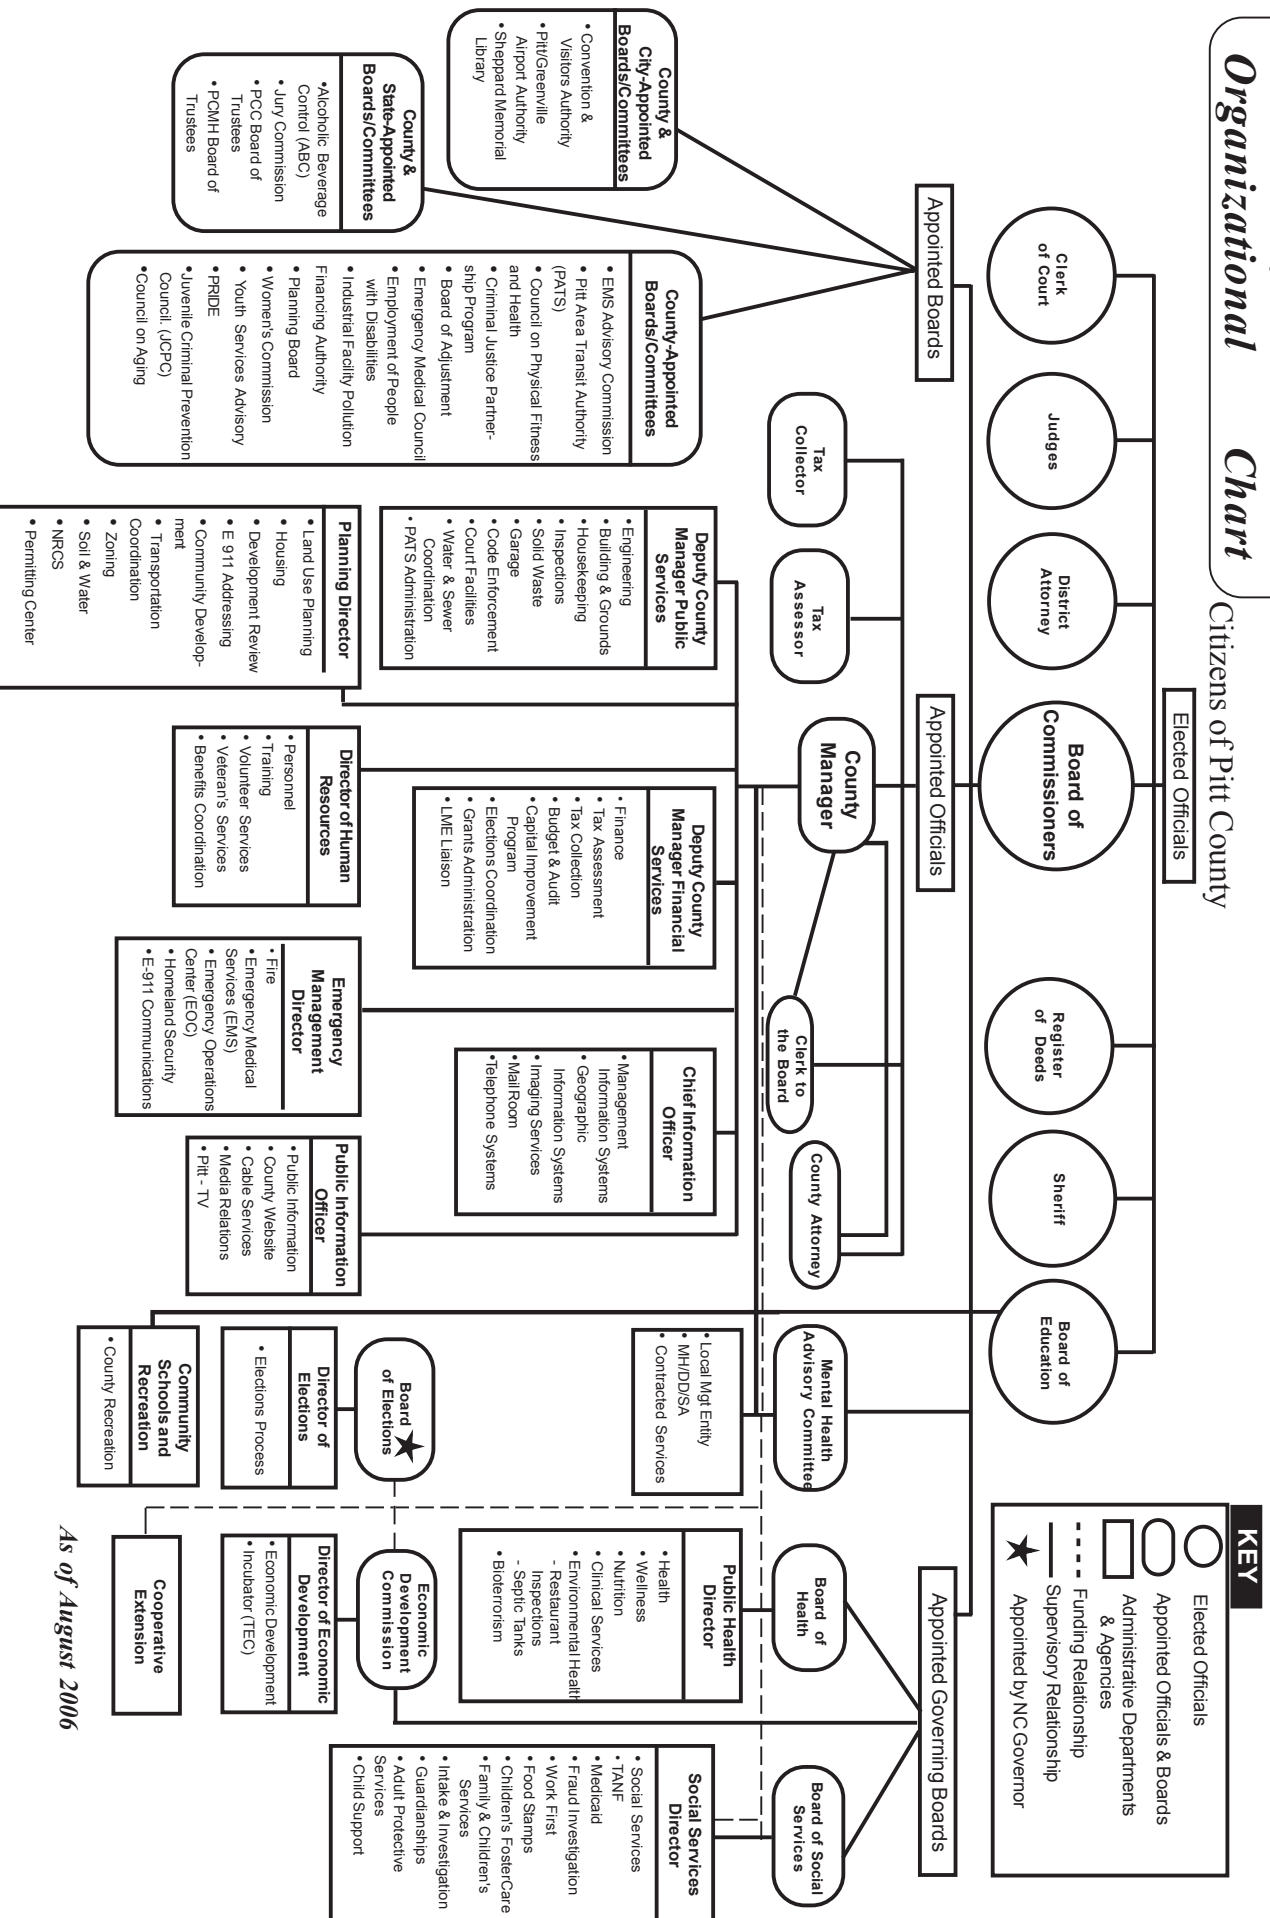 Organizational Chart
Citizens of Pitt County
Elected Officials
Clerk
of Court
Judges
District
Attorney
Board of
Commissioners
Register
of Deeds
Sheriff
Board of
Education
KEY
Elected Officials
Appointed Officials & Boards
Administrative Departments
& Agencies
Funding Relationship
Supervisory Relationship
Appointed by NC Governor
Appointed Boards
Appointed Officials
Appointed Governing Boards
County &
City-Appointed
Boards/Committees
• Convention &
Visitors Authority
• Pitt/Greenville
Airport Authority
• Sheppard Memorial
Library
County &
State-Appointed
Boards/Committees
• Alcoholic Beverage
Control (ABC)
• Jury Commission
• PCC Board of
Trustees
• PCMH Board of
Trustees
County-Appointed
Boards/Committees
• EMS Advisory Commission
• Pitt Area Transit Authority
(PATS)
• Council on Physical Fitness
and Health
• Criminal Justice Partner-
ship Program
• Board of Adjustment
• Emergency Medical Council
• Employment of People
with Disabilities
• Industrial Facility Pollution
Financing Authority
• Planning Board
• Women's Commission
• Youth Services Advisory
• PRIDE
• Juvenile Criminal Prevention
Council. (JCPC)
• Council on Aging
Tax
Collector
Tax
Assessor
County
Manager
Clerk to
the Board
County Attorney
Mental Health
Advisory Committee
• Local Mgt Entity
• MH/DD/SA
• Contracted Services
Board of
Health
Board of Social
Services
Deputy County
Manager Public
Services
• Engineering
• Building & Grounds
• Housekeeping
• Inspections
• Solid Waste
• Garage
• Code Enforcement
• Court Facilities
• Water & Sewer
Coordination
• PATS Administration
Deputy County
Manager Financial
Services
• Finance
• Tax Assessment
• Tax Collection
• Budget & Audit
• Capital Improvement
Program
• Elections Coordination
• Grants Administration
• LME Liaison
Chief Information
Officer
• Management
Information Systems
• Geographic
Information Systems
• Imaging Services
• Mail Room
• Telephone Systems
Public Health
Director
• Health
• Wellness
• Nutrition
• Clinical Services
• Environmental Health
- Restaurant
Inspections
- Septic Tanks
• Bioterrorism
Social Services
Director
• Social Services
• TANF
• Medicaid
• Fraud Investigation
• Work First
• Food Stamps
• Children's FosterCare
• Family & Children's
Services
• Intake & Investigation
• Guardianships
• Adult Protective
Services
• Child Support
Planning Director
• Land Use Planning
• Housing
• Development Review
• E 911 Addressing
• Community Develop-
ment
• Transportation
Coordination
• Zoning
• Soil & Water
• NRCS
• Permitting Center
Director of Human
Resources
• Personnel
• Training
• Volunteer Services
• Veteran's Services
• Benefits Coordination
Emergency
Management
Director
• Fire
• Emergency Medical
Services (EMS)
• Emergency Operations
Center (EOC)
• Homeland Security
• E-911 Communications
Public Information
Officer
• Public Information
• County Website
• Cable Services
• Media Relations
• Pitt - TV
Board
of Elections
Director of
Elections
• Elections Process
Economic
Development
Commission
Director of Economic
Development
• Economic Development
• Incubator (TEC)
Community
Schools and
Recreation
• County Recreation
Cooperative
Extension
As of August 2006